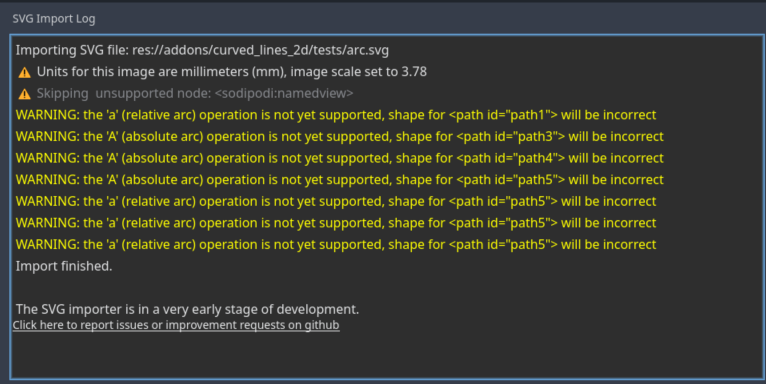 SVG Import Log
Importing SVG file: res://addons/curved_lines_2d/tests/arc.svg
Units for this image are millimeters (mm), image scale set to 3.78
Skipping  unsupported node: <sodipodi:namedview>
WARNING: the 'a' (relative arc) operation is not yet supported, shape for <path id="path1"> will be incorrect
WARNING: the 'A' (absolute arc) operation is not yet supported, shape for <path id="path3"> will be incorrect
WARNING: the 'A' (absolute arc) operation is not yet supported, shape for <path id="path4"> will be incorrect
WARNING: the 'A' (absolute arc) operation is not yet supported, shape for <path id="path5"> will be incorrect
WARNING: the 'a' (relative arc) operation is not yet supported, shape for <path id="path5"> will be incorrect
WARNING: the 'a' (relative arc) operation is not yet supported, shape for <path id="path5"> will be incorrect
WARNING: the 'a' (relative arc) operation is not yet supported, shape for <path id="path5"> will be incorrect
Import finished.
The SVG importer is in a very early stage of development.
Click here to report issues or improvement requests on github